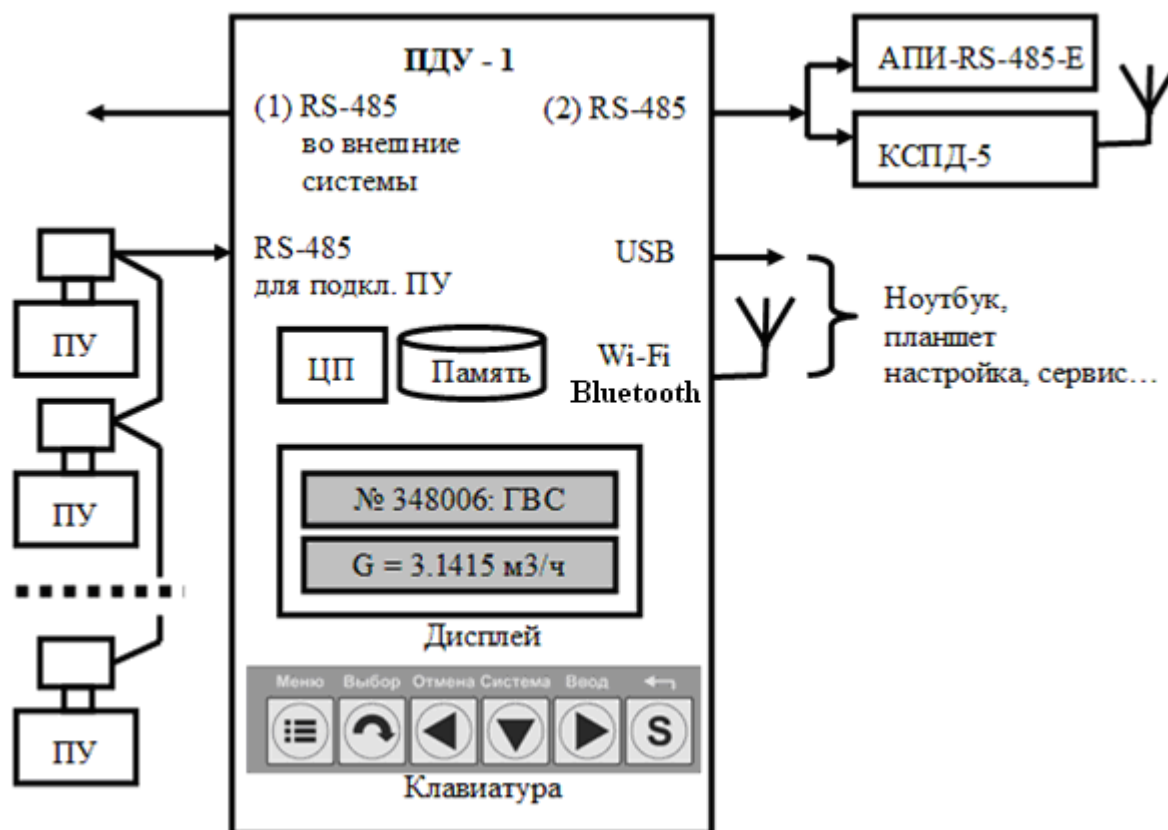 ПДУ - 1
(1) RS-485
во внешние
системы
(2) RS-485
АПИ-RS-485-Е
КСПД-5
RS-485
для подкл. ПУ
USB
Wi-Fi
Bluetooth
Ноутбук,
планшет
настройка, сервис…
ПУ
ПУ
ПУ
ЦП
Память
№ 348006: ГВС
G = 3.1415 м3/ч
Дисплей
Меню Выбор Отмена Система Ввод
S
Клавиатура